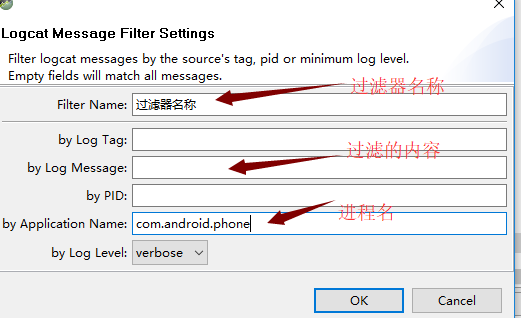 Logcat Message Filter Settings
Filter logcat messages by the source's tag, pid or minimum log level.
Empty fields will match all messages.
过滤器名称
Filter Name: 过滤器名称
by Log Tag:
过滤的内容
by Log Message:
by PID:
进程名
by Application Name: com.android.phone
by Log Level: verbose
OK Cancel